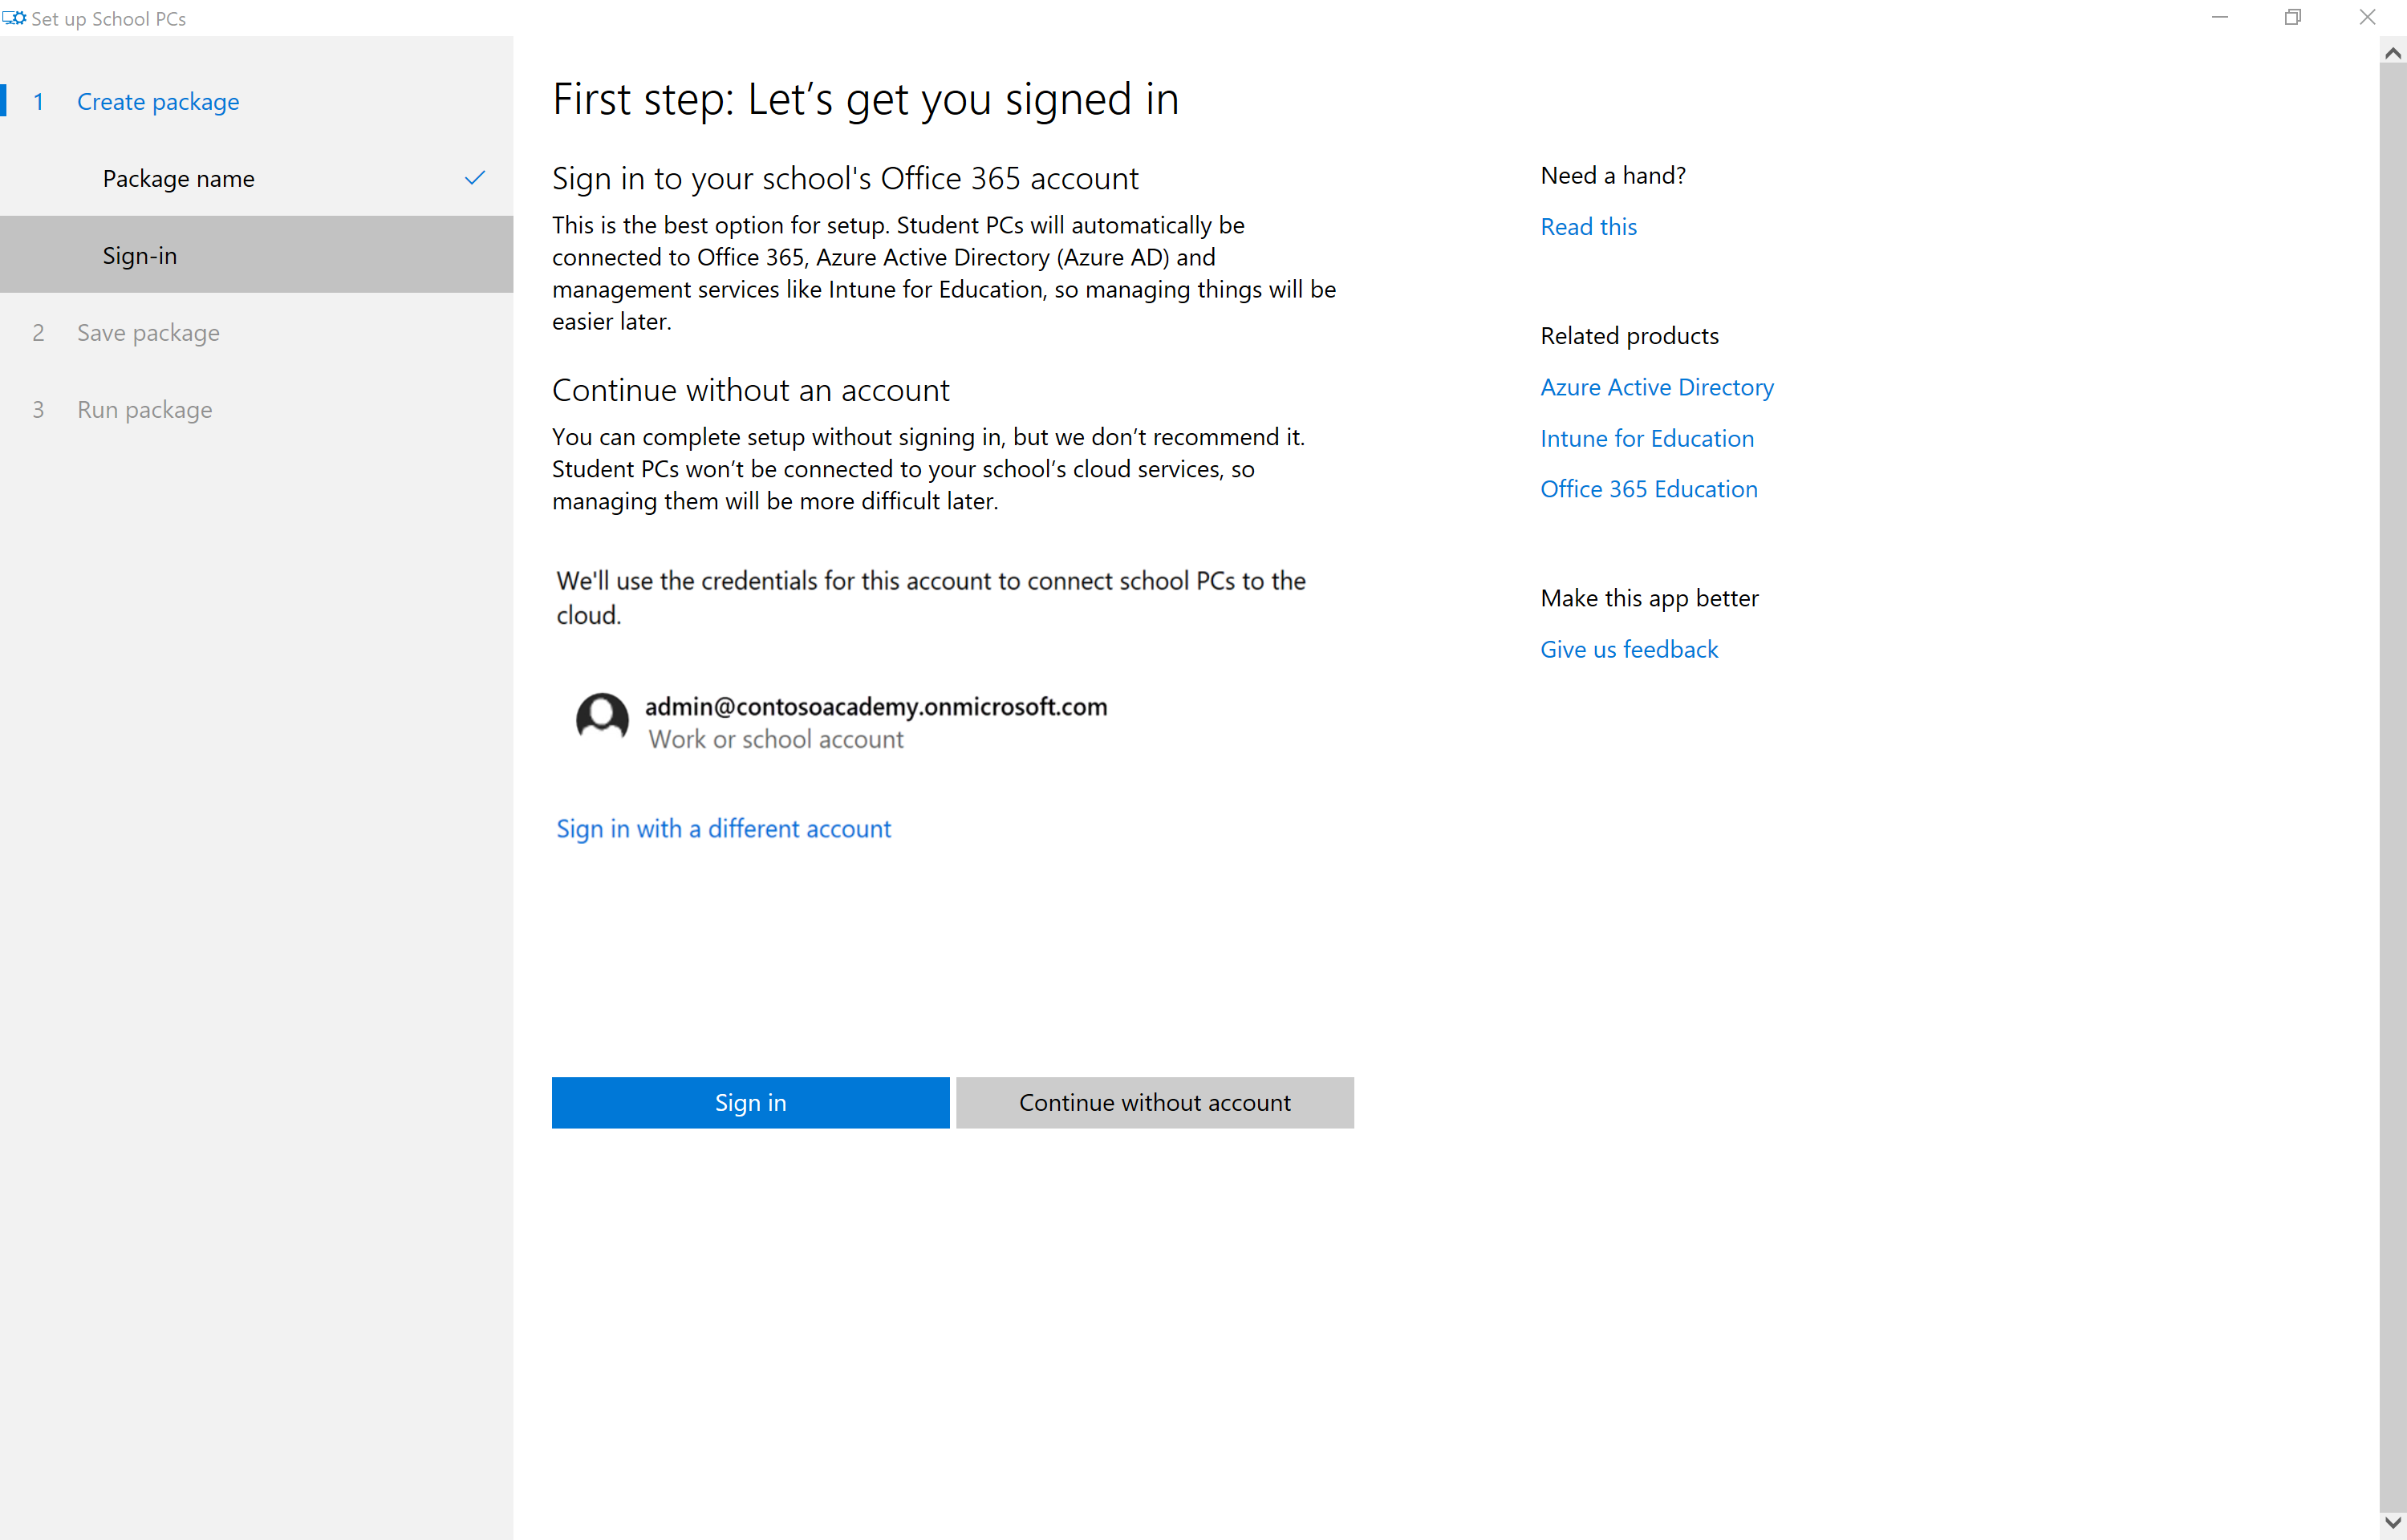 Set up School PCs
1 Create package
Package name
Sign-in
2 Save package
3 Run package
First step: Let’s get you signed in
Sign in to your school's Office 365 account
This is the best option for setup. Student PCs will automatically be
connected to Office 365, Azure Active Directory (Azure AD) and
management services like Intune for Education, so managing things will be
easier later.
Continue without an account
You can complete setup without signing in, but we don’t recommend it.
Student PCs won’t be connected to your school’s cloud services, so
managing them will be more difficult later.
We'll use the credentials for this account to connect school PCs to the
cloud.
admin@contosoacademy.onmicrosoft.com
Work or school account
Sign in with a different account
Sign in
Continue without account
Need a hand?
Read this
Related products
Azure Active Directory
Intune for Education
Office 365 Education
Make this app better
Give us feedback